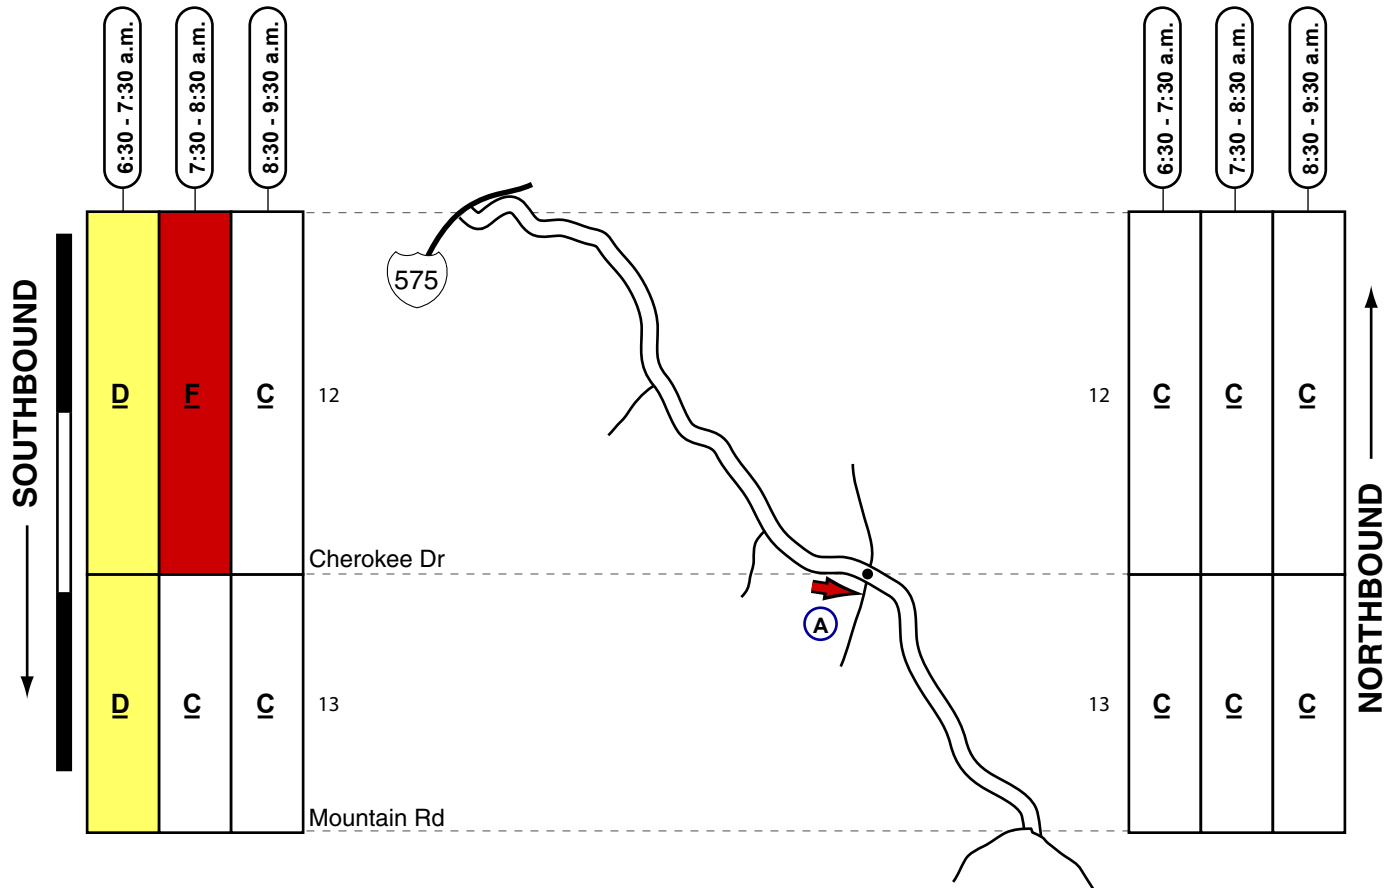 6:30 - 7:30 a.m.
7:30 - 8:30 a.m.
8:30 - 9:30 a.m.
6:30 - 7:30 a.m.
7:30 - 8:30 a.m.
8:30 - 9:30 a.m.
575
SOUTHBOUND
D F C 12
12 C C C
Cherokee Dr
A
NORTHBOUND
D C C 13
13 C C C
Mountain Rd